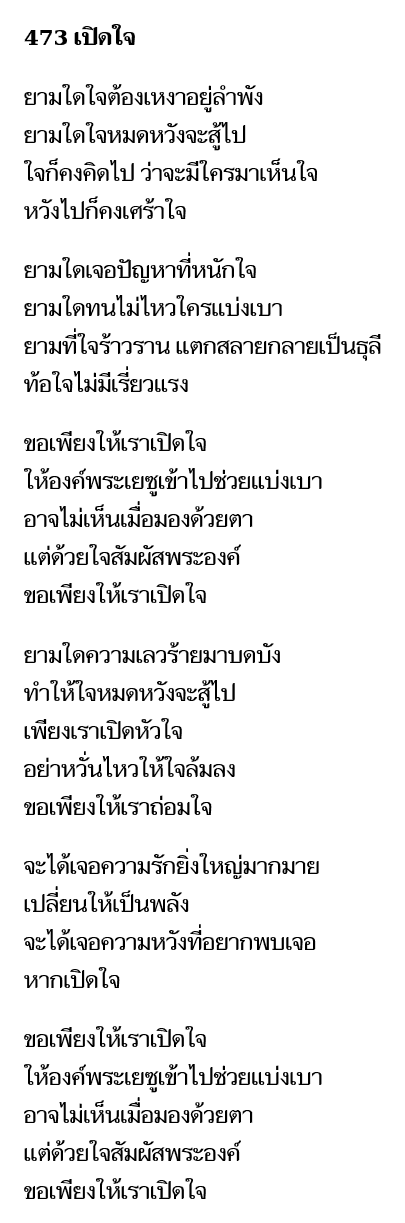 473 เปิดใจ
ยามใดใจต้องเหงาอยู่ลำพัง
ยามใดใจหมดหวังจะสู้ไป
ใจก็คงคิดไป ว่าจะมีใครมาเห็นใจ
หวังไปก็คงเศร้าใจ
ยามใดเจอปัญหาที่หนักใจ
ยามใดทนไม่ไหวใครแบ่งเบา
ยามที่ใจร้าวราน แตกสลายกลายเป็นธุลี
ท้อใจไม่มีเรี่ยวแรง
ขอเพียงให้เราเปิดใจ
ให้องค์พระเยซูเข้าไปช่วยแบ่งเบา
อาจไม่เห็นเมื่อมองด้วยตา
แต่ด้วยใจสัมผัสพระองค์
ขอเพียงให้เราเปิดใจ
ยามใดความเลวร้ายมาบดบัง
ทำให้ใจหมดหวังจะสู้ไป
เพียงเราเปิดหัวใจ
อย่าหวั่นไหวให้ใจล้มลง
ขอเพียงให้เราถ่อมใจ
จะได้เจอความรักยิ่งใหญ่มากมาย
เปลี่ยนให้เป็นพลัง
จะได้เจอความหวังที่อยากพบเจอ
หากเปิดใจ
ขอเพียงให้เราเปิดใจ
ให้องค์พระเยซูเข้าไปช่วยแบ่งเบา
อาจไม่เห็นเมื่อมองด้วยตา
แต่ด้วยใจสัมผัสพระองค์
ขอเพียงให้เราเปิดใจ